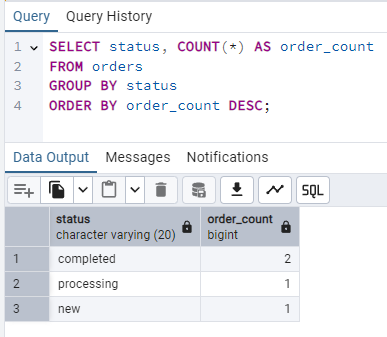 Query Query History
1 SELECT status, COUNT(*) AS order_count
2 FROM orders
3 GROUP BY status
4 ORDER BY order_count DESC;
Data Output Messages Notifications
SQL
status order_count
character varying (20) bigint
1 completed 2
2 processing 1
3 new 1